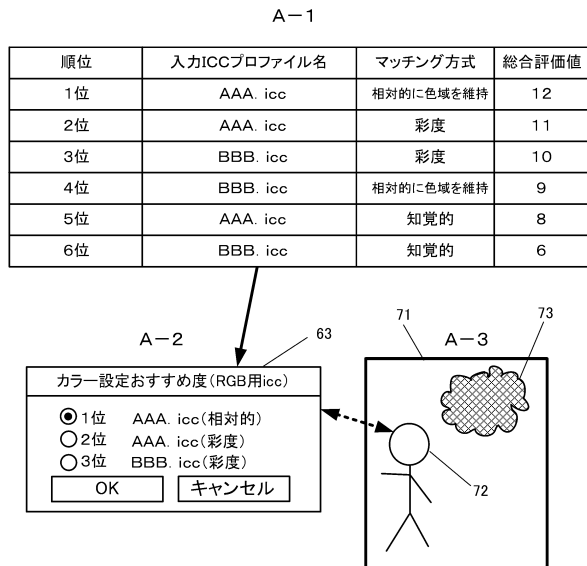 A-1
順位 入力ICCプロファイル名 マッチング方式 総合評価値
1位 AAA. icc 相対的に色域を維持 12
2位 AAA. icc 彩度 11
3位 BBB. icc 彩度 10
4位 BBB. icc 相対的に色域を維持 9
5位 AAA. icc 知覚的 8
6位 BBB. icc 知覚的 6
A-2
63
71
A-3
73
カラー設定おすすめ度(RGB用icc)
1位 AAA. icc(相対的)
2位 AAA. icc(彩度)
3位 BBB. icc(彩度)
OK キャンセル
72